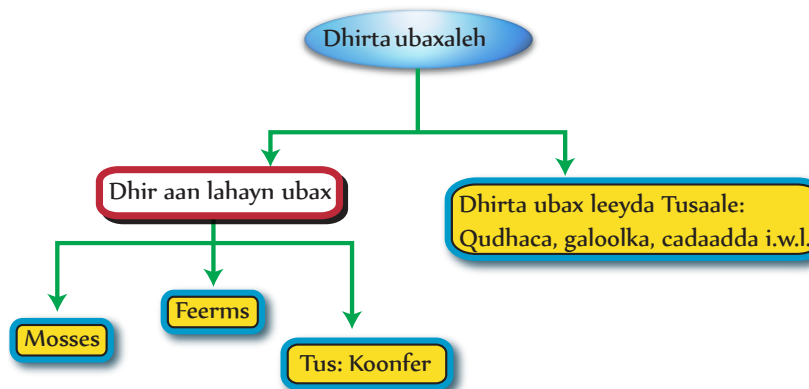 Dhirta ubaxaleh
Dhir aan lahayn ubax
Dhirta ubax leeyda Tusaale:
Qudhaca, galoolka, cadaadda i.w.l.
Mosses
Feerms
Tus: Koonfer